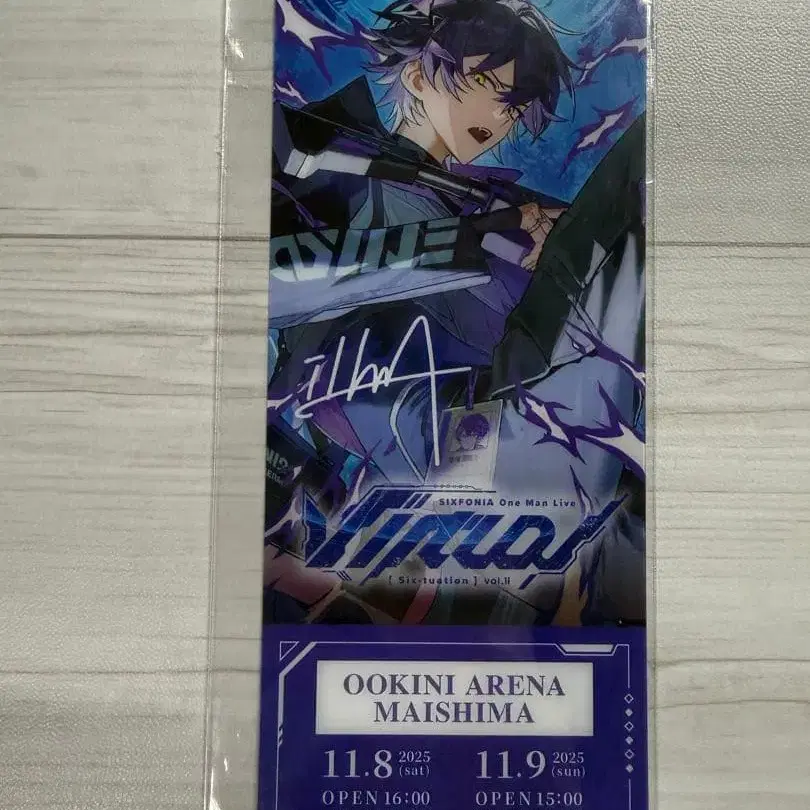 SIXFONIA One Man Live
[ Six-tuation ] vol.II
OOKINI ARENA
MAISHIMA
11.8 2025 (sat)
11.9 2025 (sun)
OPEN 16:00
OPEN 15:00